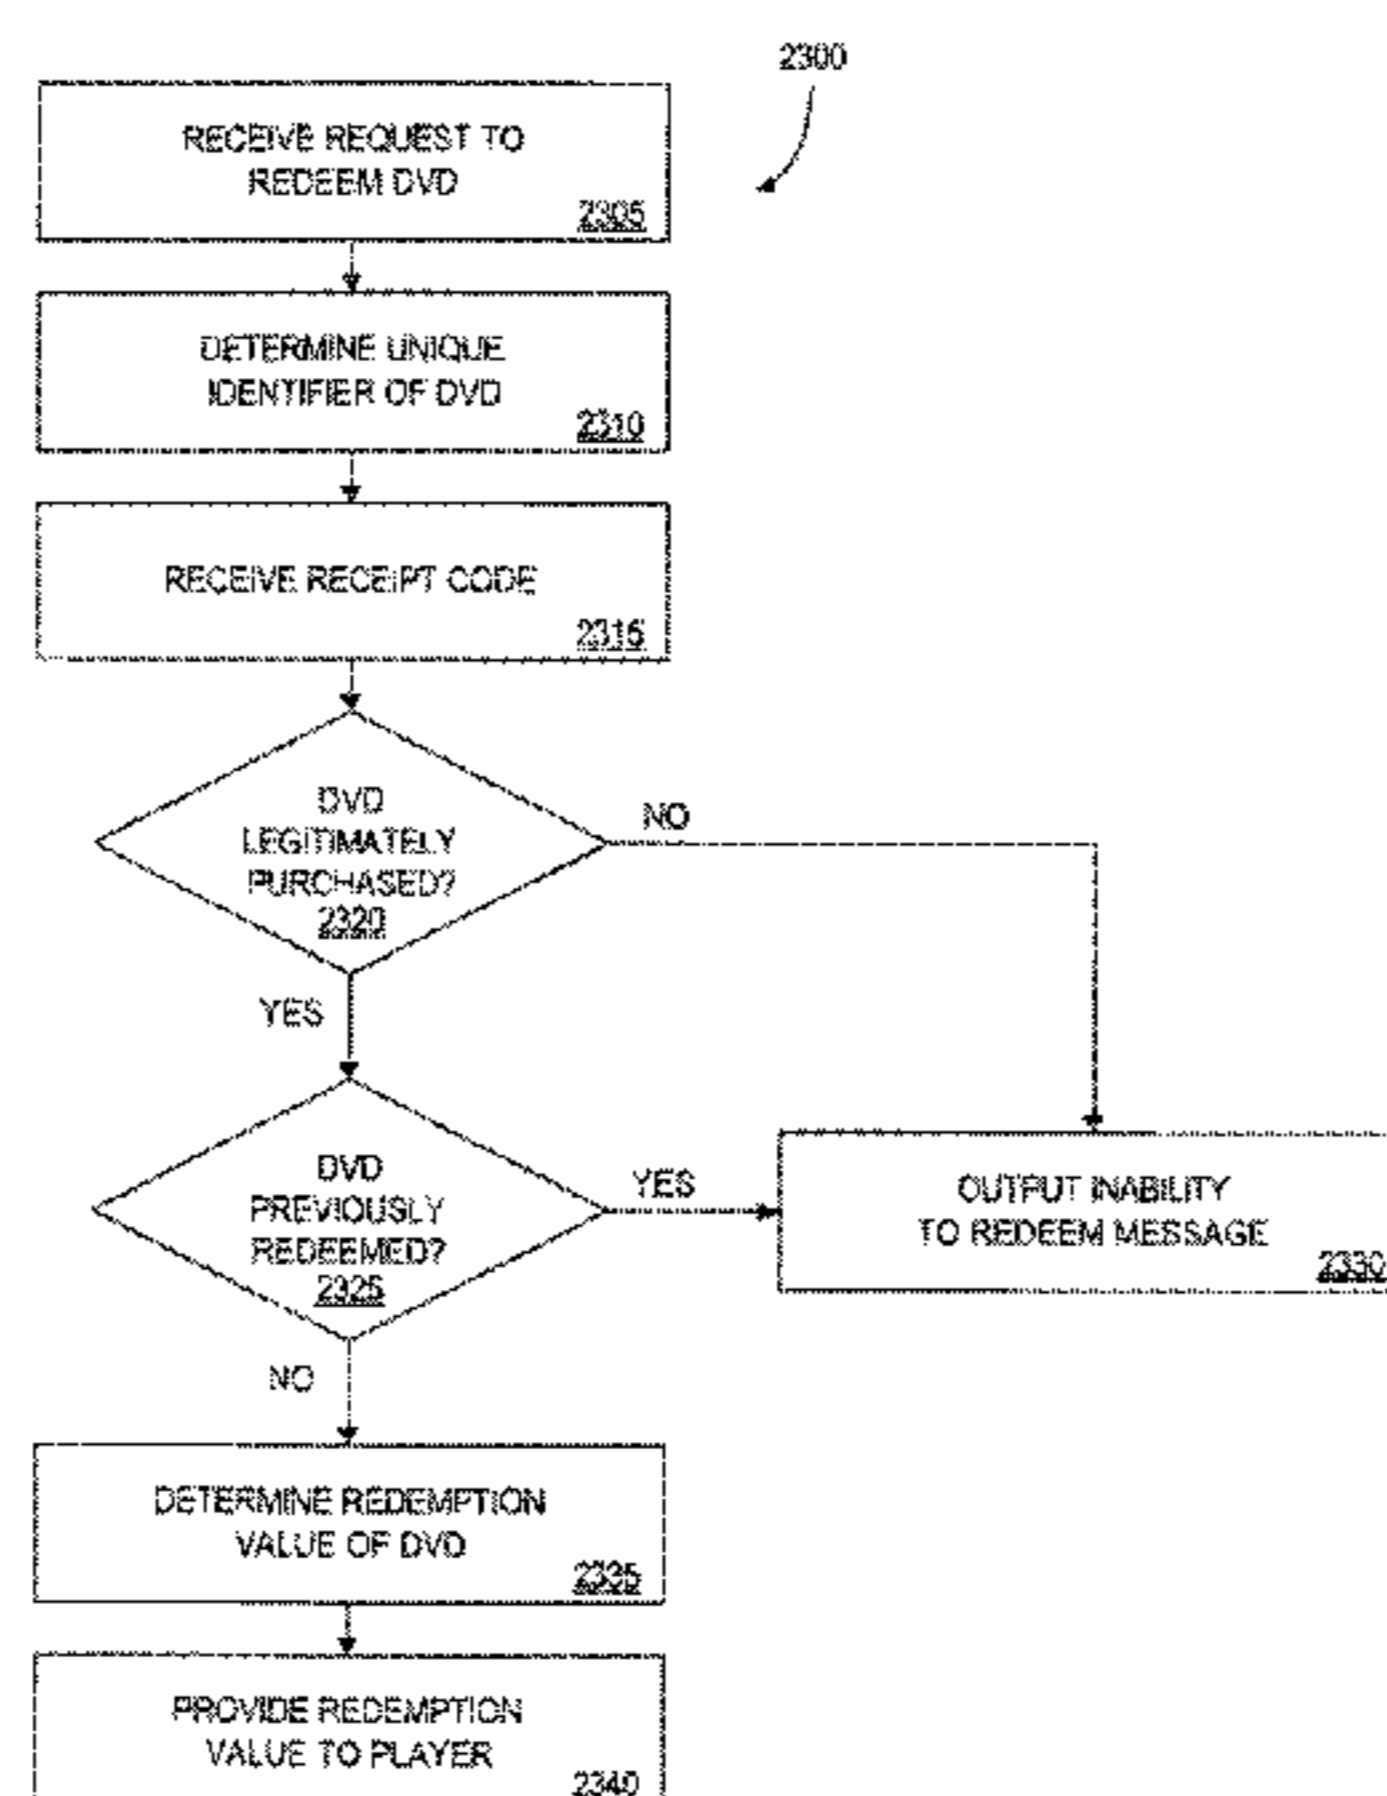 2300
RECEIVE REQUEST TO
REDEEM DVD
2305
DETERMINE UNIQUE
IDENTIFIER OF DVD
2310
RECEIVE RECEIPT CODE
2315
DVD
LEGITIMATELY
PURCHASED?
2320
NO
YES
DVD
PREVIOUSLY
REDEEMED?
2325
YES
OUTPUT INABILITY
TO REDEEM MESSAGE
2330
NO
DETERMINE REDEMPTION
VALUE OF DVD
2335
PROVIDE REDEMPTION
VALUE TO PLAYER
2340